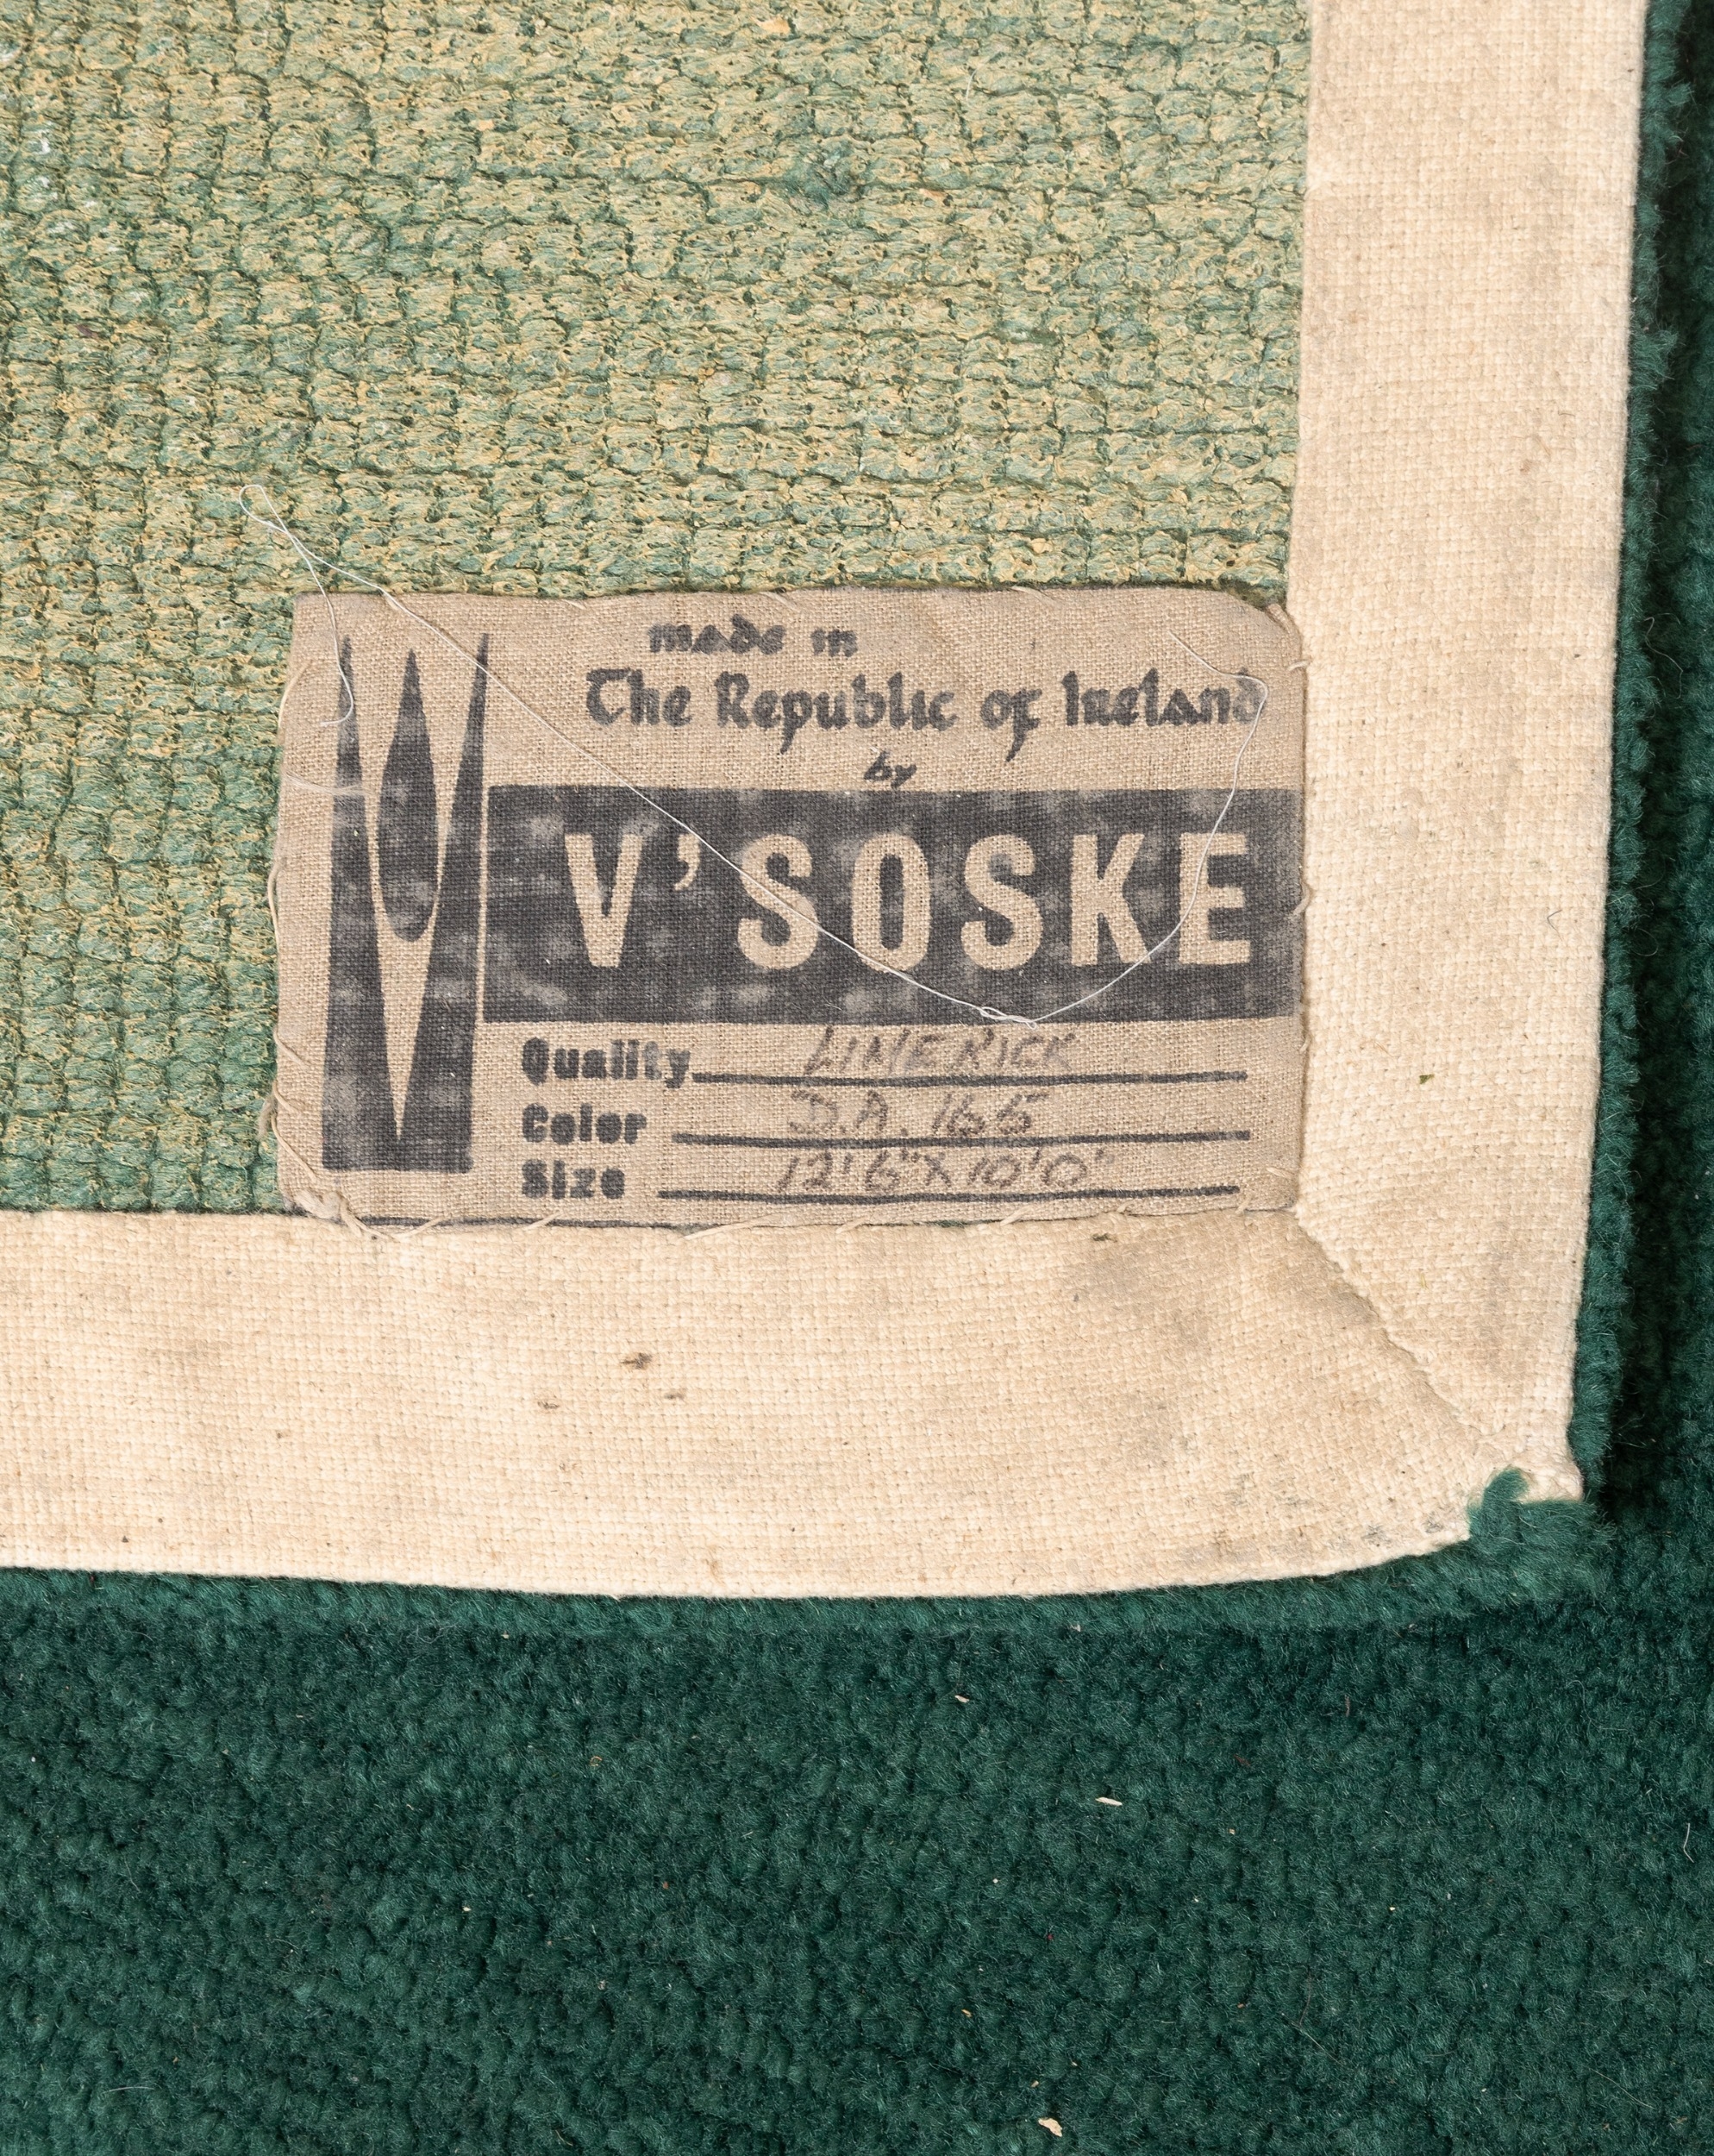 made in
The Republic of Ireland
by
V'SOSKE
Quality LIMERICK
Color D.A. 165
Size 12'6"X10'0"